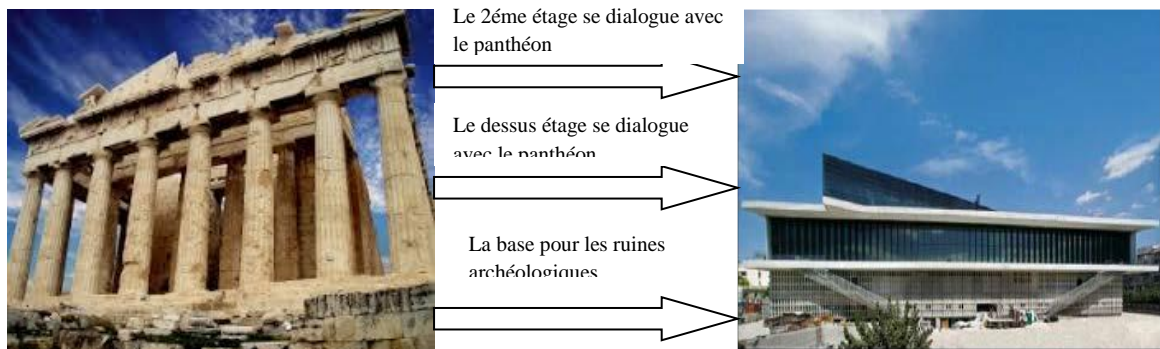 Le 2éme étage se dialogue avec
le panthéon
Le dessus étage se dialogue
avec le panthéon
La base pour les ruines
archéologiques